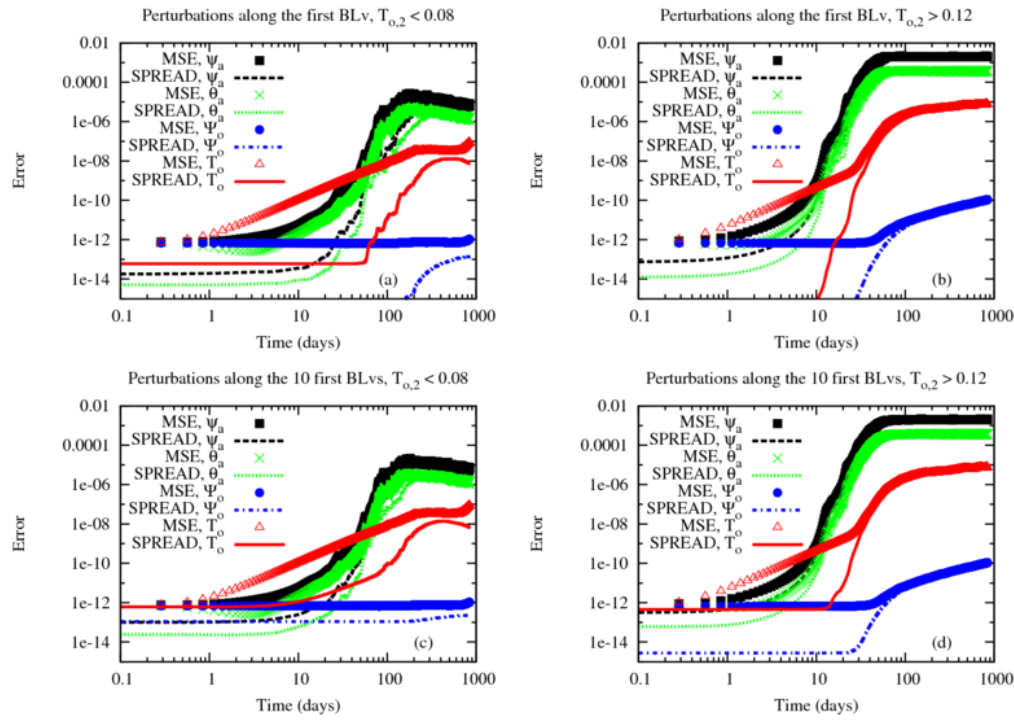 Perturbations along the first BLv, T_{o,2} < 0.08
Error
0.01
0.0001
1e-06
1e-08
1e-10
1e-12
1e-14
MSE, ψ_a
SPREAD, ψ_a
MSE, θ_a
SPREAD, θ_a
MSE, Ψ_o
SPREAD, Ψ_o
MSE, T_o
SPREAD, T_o
(a)
0.1 1 10 100 1000
Time (days)
Perturbations along the first BLv, T_{o,2} > 0.12
Error
0.01
0.0001
1e-06
1e-08
1e-10
1e-12
1e-14
MSE, ψ_a
SPREAD, ψ_a
MSE, θ_a
SPREAD, θ_a
MSE, Ψ_o
SPREAD, Ψ_o
MSE, T_o
SPREAD, T_o
(b)
0.1 1 10 100 1000
Time (days)
Perturbations along the 10 first BLvs, T_{o,2} < 0.08
Error
0.01
0.0001
1e-06
1e-08
1e-10
1e-12
1e-14
MSE, ψ_a
SPREAD, ψ_a
MSE, θ_a
SPREAD, θ_a
MSE, Ψ_o
SPREAD, Ψ_o
MSE, T_o
SPREAD, T_o
(c)
0.1 1 10 100 1000
Time (days)
Perturbations along the 10 first BLvs, T_{o,2} > 0.12
Error
0.01
0.0001
1e-06
1e-08
1e-10
1e-12
1e-14
MSE, ψ_a
SPREAD, ψ_a
MSE, θ_a
SPREAD, θ_a
MSE, Ψ_o
SPREAD, Ψ_o
MSE, T_o
SPREAD, T_o
(d)
0.1 1 10 100 1000
Time (days)